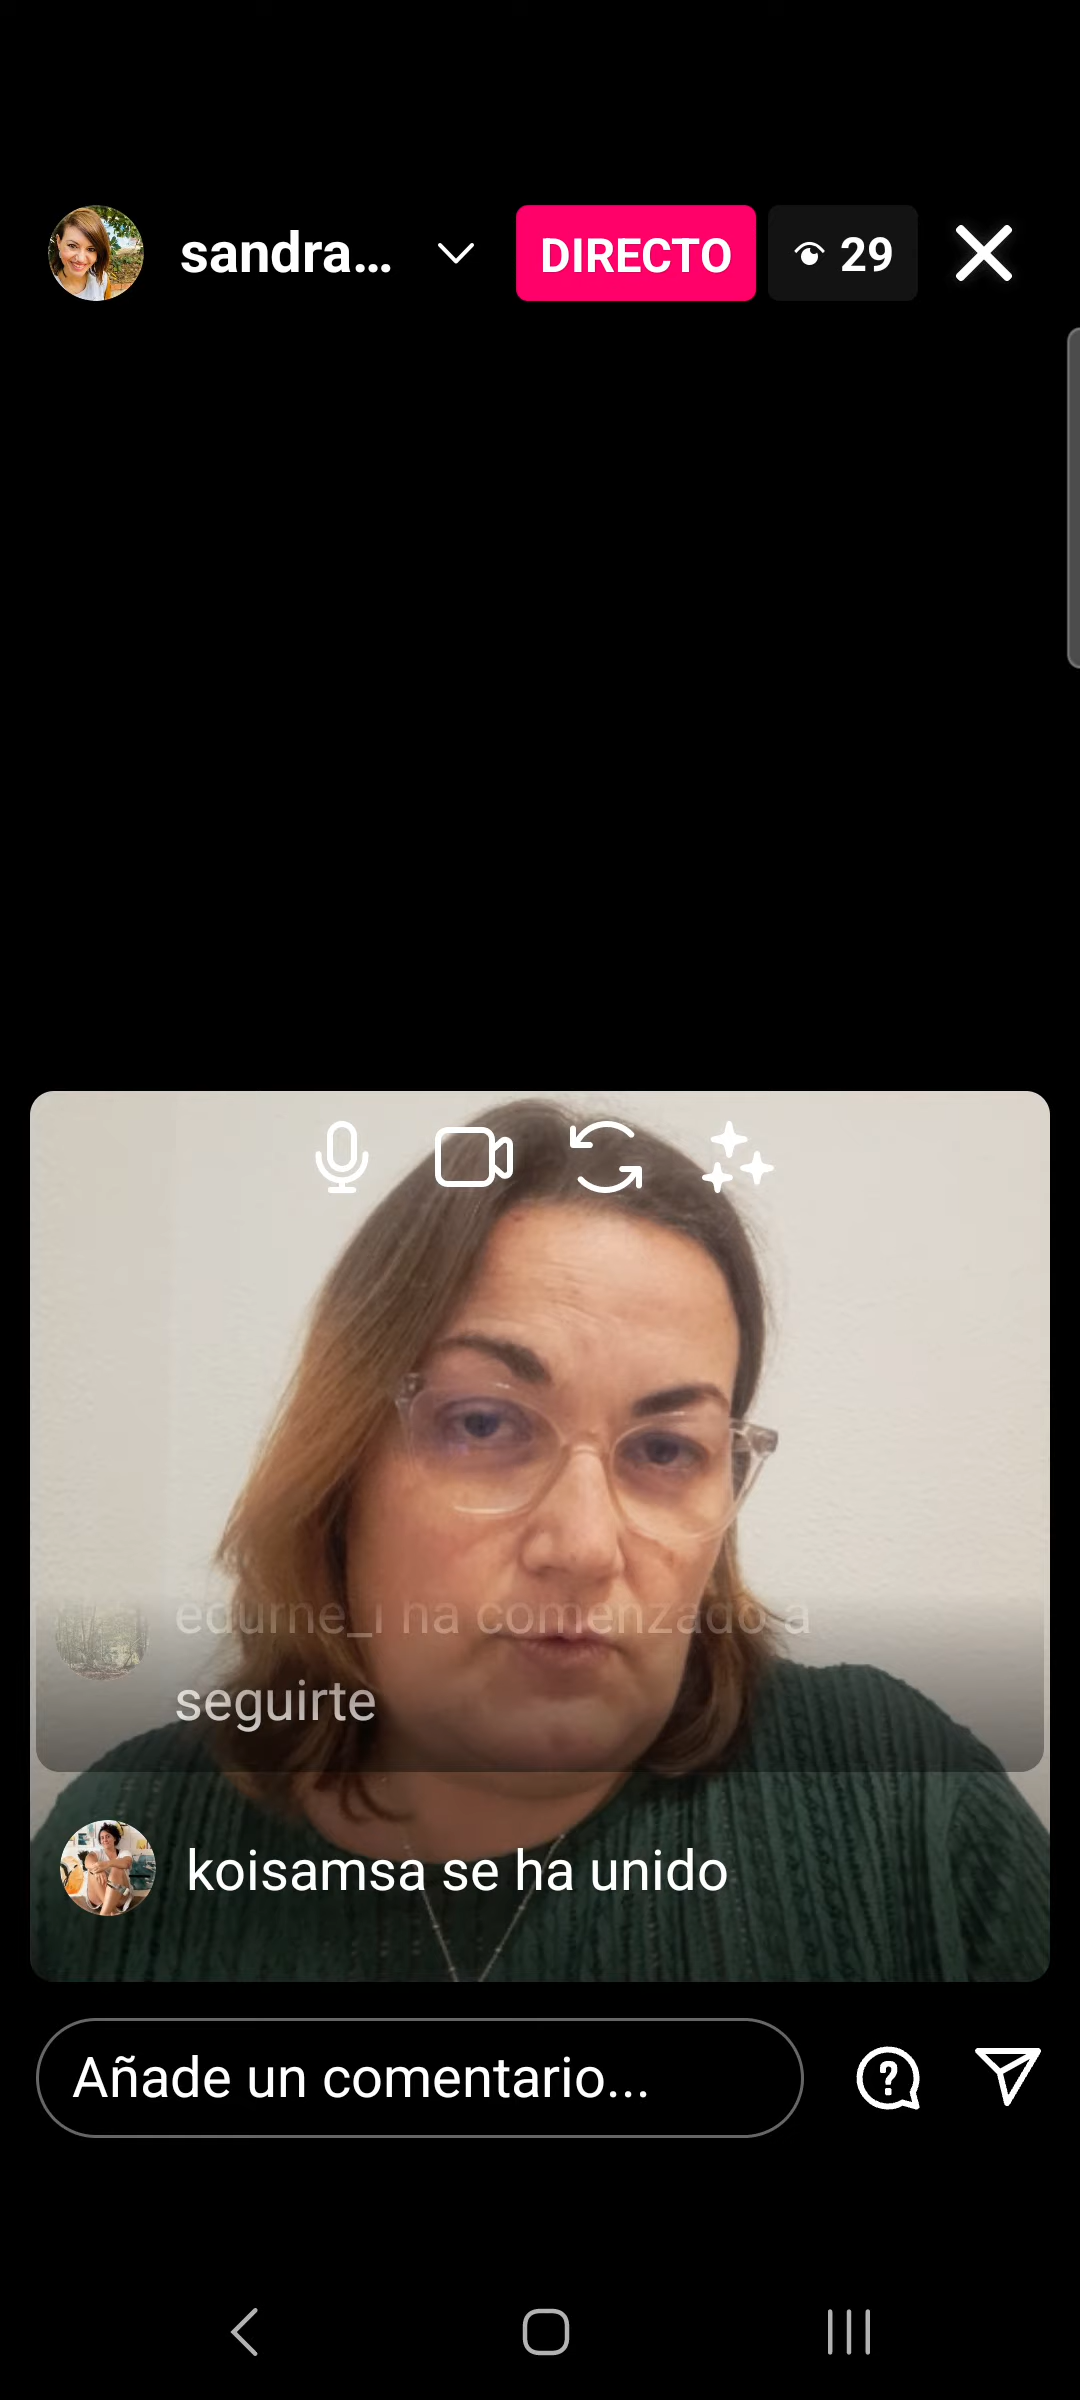 sandra...
DIRECTO
29
edurne_i ha comenzado a
seguirte
koisamsa se ha unido
Añade un comentario...